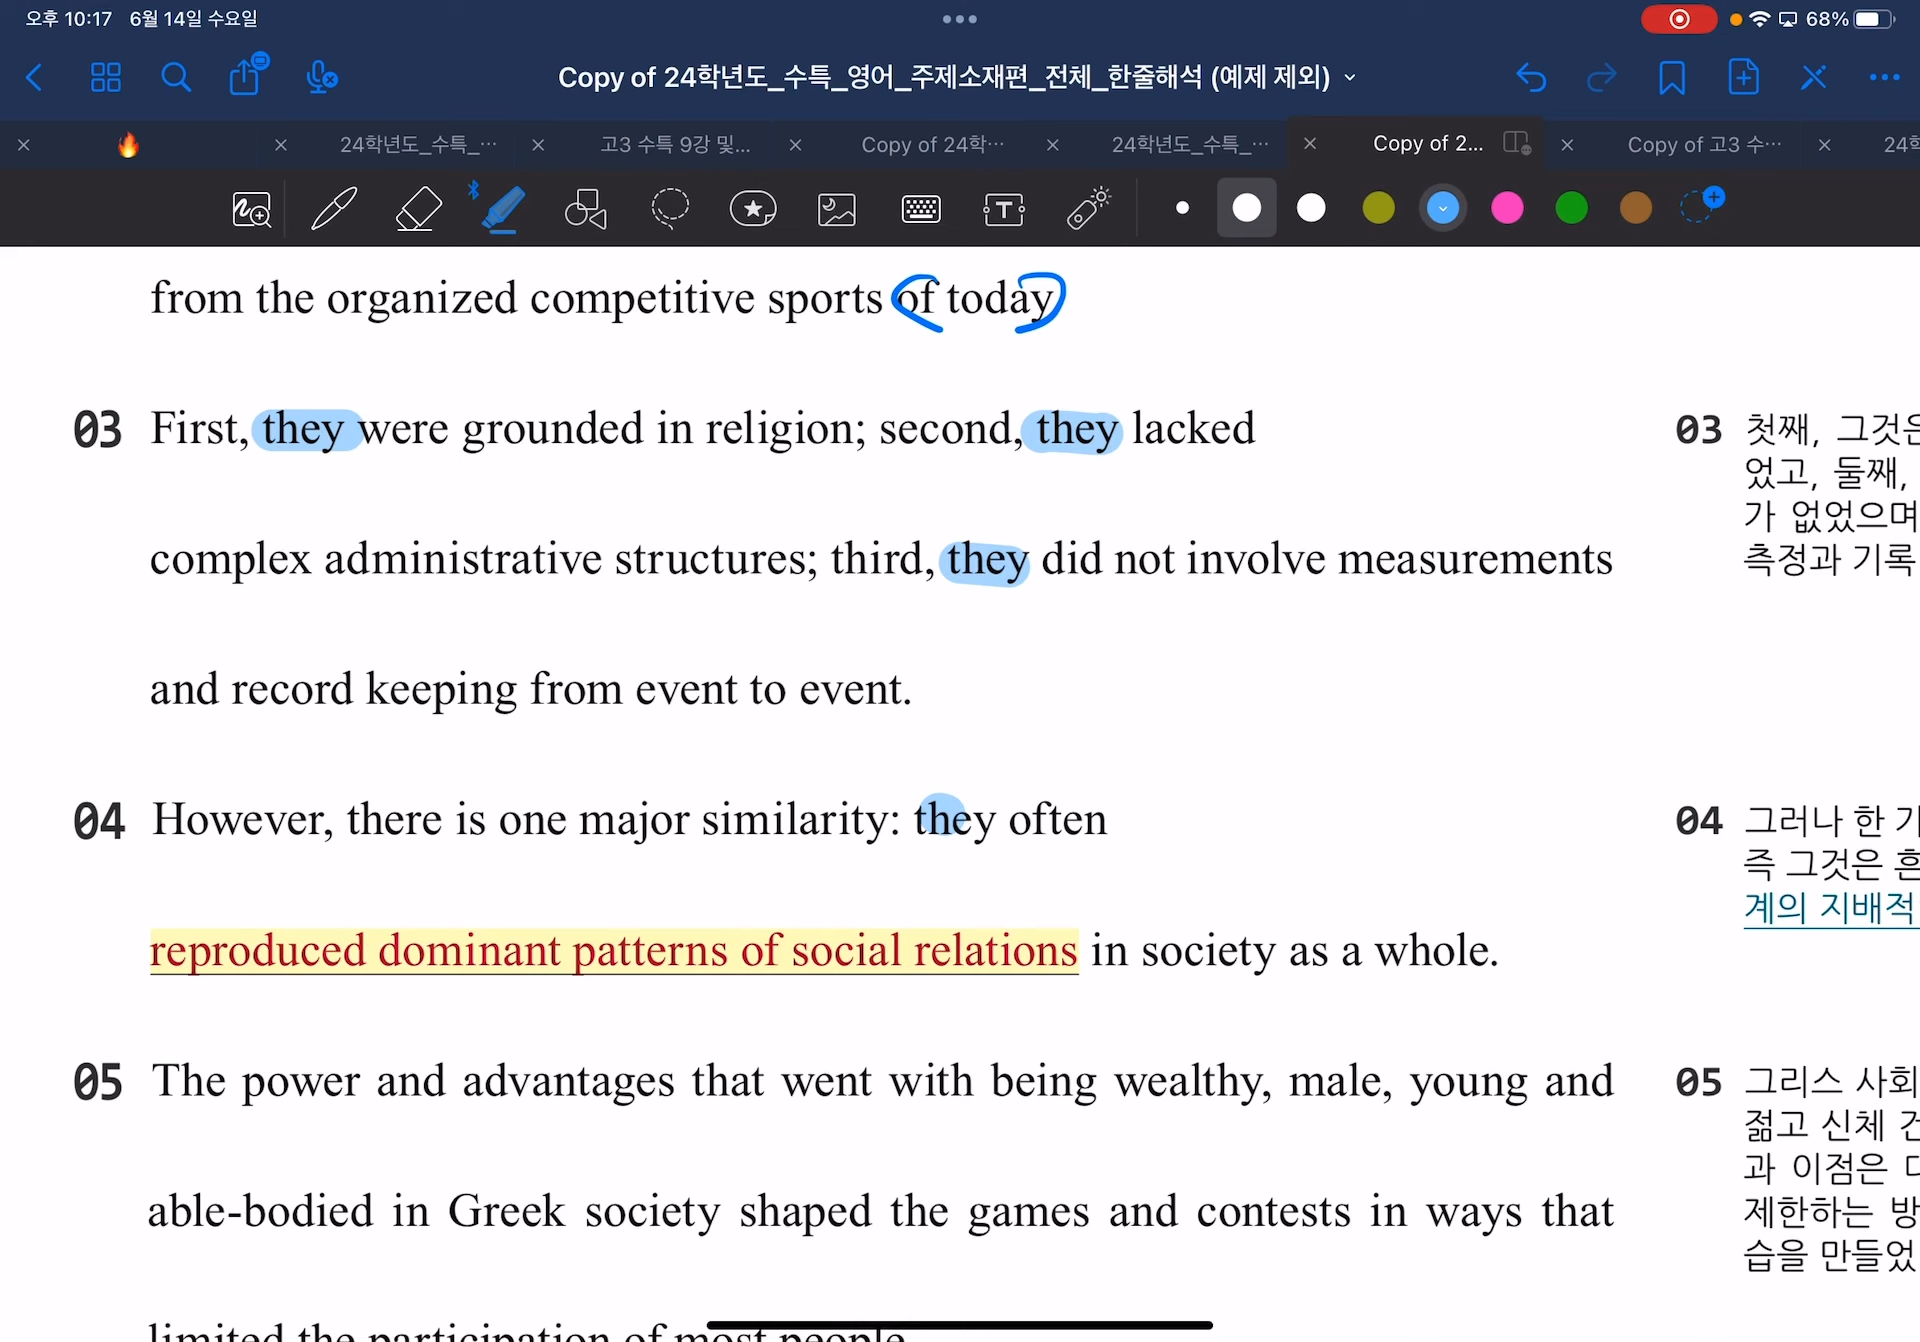 오후 10:17 6월 14일 수요일
68%
Copy of 24학년도_수특_영어_주제소재편_전체_한줄해석 (예제 제외)
24학년도_수특_… 고3 수특 9강 및… Copy of 24학… 24학년도_수특_… Copy of 2... Copy of 고3 수…
from the organized competitive sports of today
03 First, they were grounded in religion; second, they lacked
complex administrative structures; third, they did not involve measurements
and record keeping from event to event.
04 However, there is one major similarity: they often
reproduced dominant patterns of social relations in society as a whole.
05 The power and advantages that went with being wealthy, male, young and
able-bodied in Greek society shaped the games and contests in ways that
limited the participation of most people
03 첫째, 그것은
었고, 둘째,
가 없었으며
측정과 기록
04 그러나 한 가
즉 그것은 흔
계의 지배적
05 그리스 사회
젊고 신체 건
과 이점은 다
제한하는 방
습을 만들었